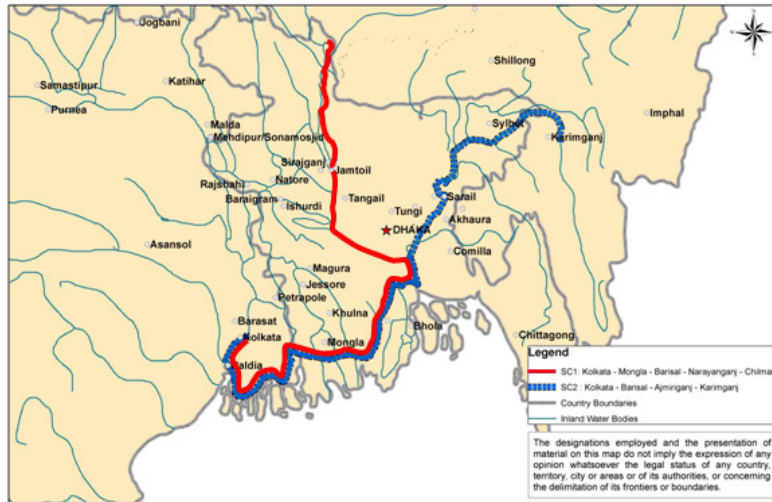 N
Jogbani
Shillong
Samastipur
Katihar
Purnea
Imphal
Malda
Sylhet
Mehdipur/Sonamosjid
Karimganj
Sirajganj
Jamtoil
Rajshahi
Natore
Baraigram
Ishurdi
Tangail
Sarail
Tungi
Akhaura
DHAKA
Asansol
Comilla
Magura
Jessore
Petrapole
Barasat
Khulna
Bhola
Kolkata
Mongla
Chittagong
Haldia
Legend
SC1: Kolkata - Mongla - Barisal - Narayanganj - Chilma
SC2 : Kolkata - Barisal - Ajmiriganj - Karimganj
Country Boundaries
Inland Water Bodies
The designations employed and the presentation of
material on this map do not imply the expression of any
opinion whatsoever the legal status of any country,
territory, city or areas or of its authorities, or concerning
the delimitation of its frontiers or boundaries.